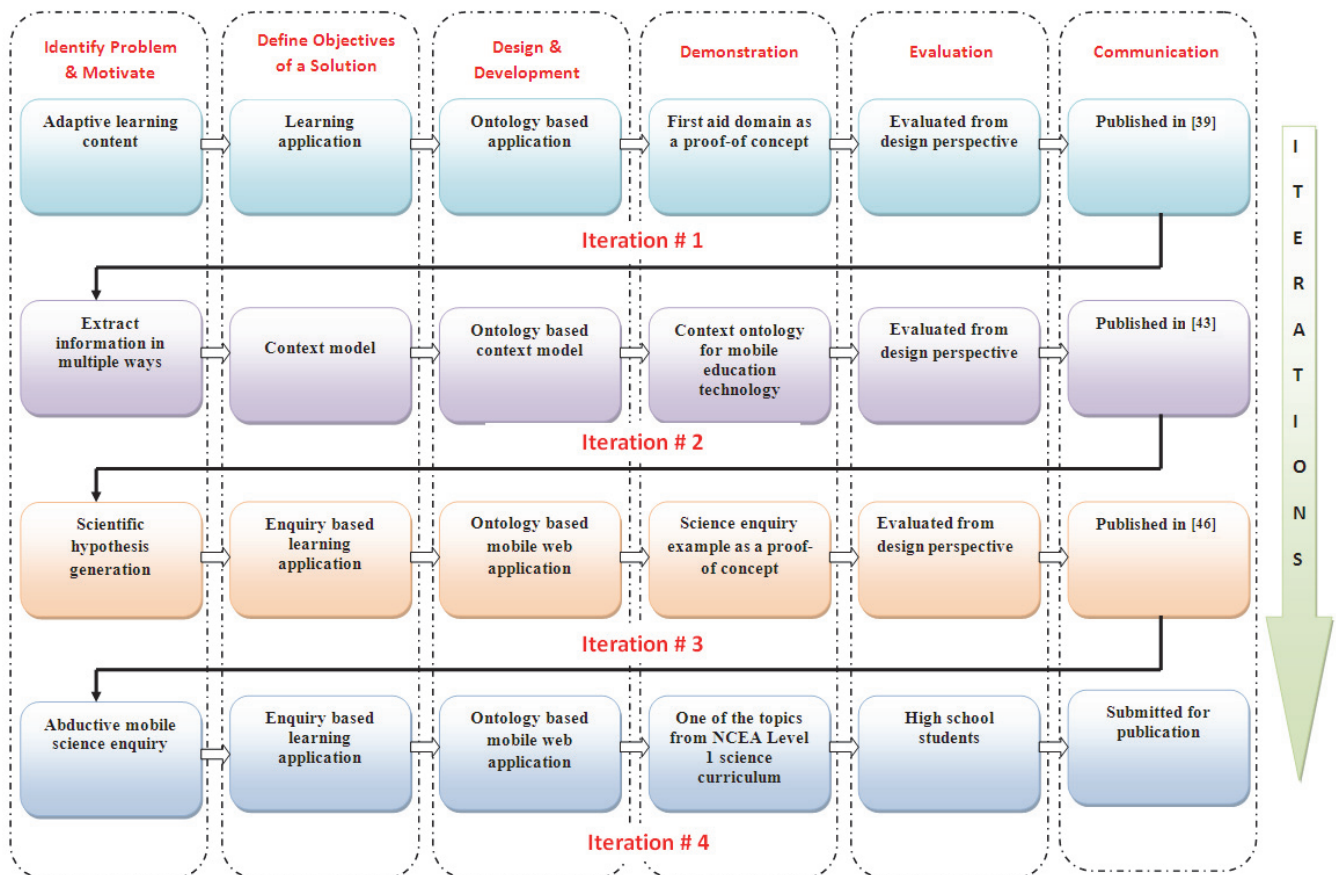 Identify Problem
& Motivate
Define Objectives
of a Solution
Design &
Development
Demonstration
Evaluation
Communication
Adaptive learning
content
Learning
application
Ontology based
application
First aid domain as
a proof-of concept
Evaluated from
design perspective
Published in [39]
Iteration # 1
Extract
information in
multiple ways
Context model
Ontology based
context model
Context ontology
for mobile
education
technology
Evaluated from
design perspective
Published in [43]
Iteration # 2
Scientific
hypothesis
generation
Enquiry based
learning
application
Ontology based
mobile web
application
Science enquiry
example as a proof-
of concept
Evaluated from
design perspective
Published in [46]
Iteration # 3
Abductive mobile
science enquiry
Enquiry based
learning
application
Ontology based
mobile web
application
One of the topics
from NCEA Level
1 science
curriculum
High school
students
Submitted for
publication
Iteration # 4
I
T
E
R
A
T
I
O
N
S